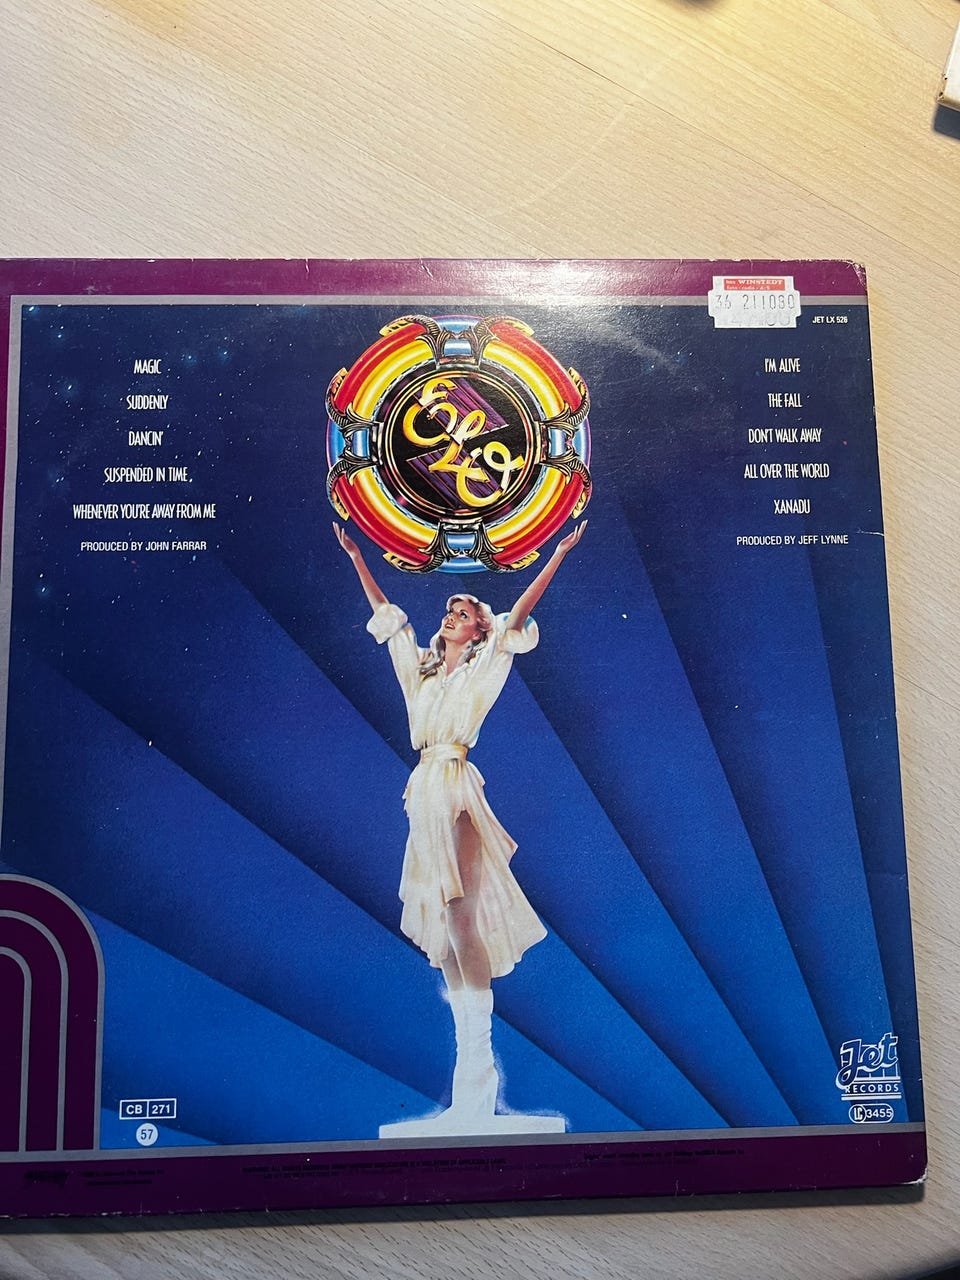 WINSTEDT
foto - radio - A/S
36 211080
JET LX 526
MAGIC
SUDDENLY
DANCIN'
SUSPENDED IN TIME,
WHENEVER YOU'RE AWAY FROM ME
PRODUCED BY JOHN FARRAR
ELO
I'M ALIVE
THE FALL
DON'T WALK AWAY
ALL OVER THE WORLD
XANADU
PRODUCED BY JEFF LYNNE
Jet
RECORDS
LC 3455
CB 271
57